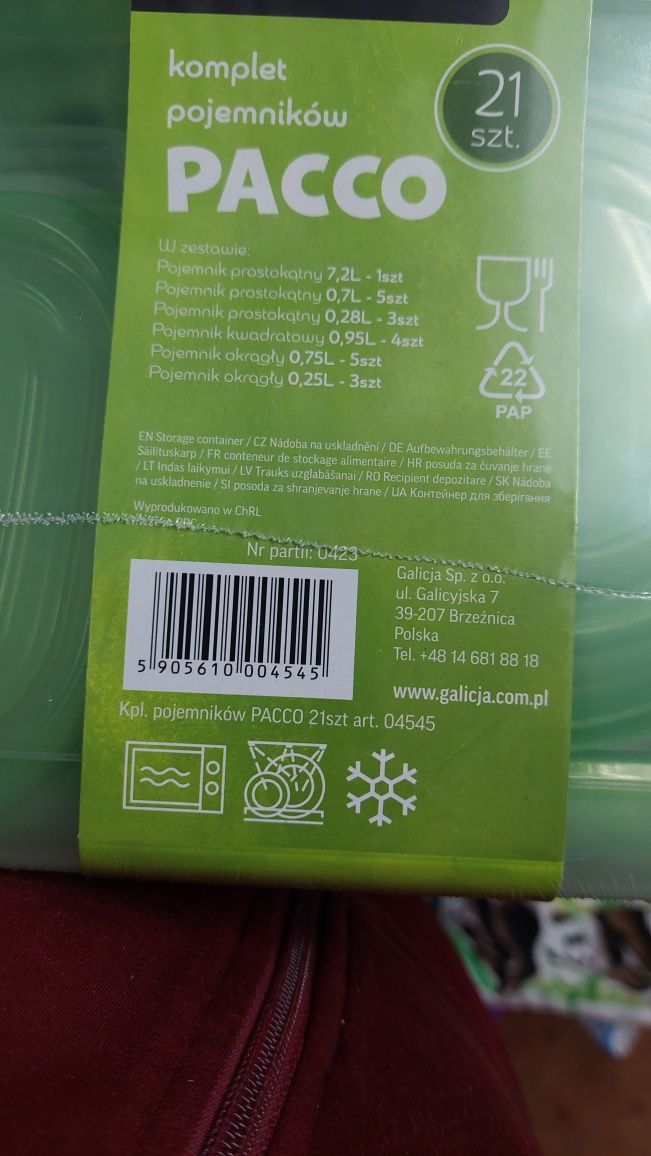 komplet
pojemników
PACCO
21
szt.
W zestawie:
Pojemnik prostokątny 7,2L - 1szt
Pojemnik prostokątny 0,7L - 5szt
Pojemnik prostokątny 0,28L - 3szt
Pojemnik kwadratowy 0,95L - 4szt
Pojemnik okrągły 0,75L - 5szt
Pojemnik okrągły 0,25L - 3szt
22
PAP
EN Storage container / CZ Nádoba na uskladnění / DE Aufbewahrungsbehälter / EE
Säilituskarp / FR conteneur de stockage alimentaire / HR posuda za čuvanje hrane
/ LT Indas laikymui / LV Trauks uzglabāšanai / RO Recipient depozitare / SK Nádoba
na uskladnenie / SI posoda za shranjevanje hrane / UA Контейнер для зберігання
Wyprodukowano w ChRL
PRC
Nr partii: 0423
5 905610 004545
Galicja Sp. z o.o.
ul. Galicyjska 7
39-207 Brzeźnica
Polska
Tel. +48 14 681 88 18
www.galicja.com.pl
Kpl. pojemników PACCO 21szt art. 04545